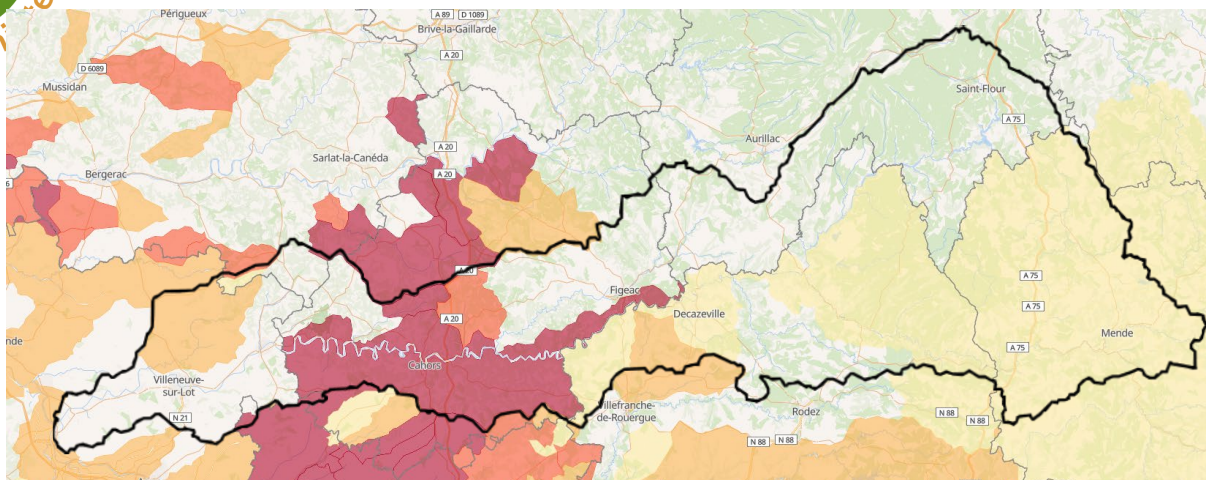 Périgueux
A 89
D 1089
Brive-la-Gaillarde
A 20
D 6089
Mussidan
Saint-Flour
A 75
Aurillac
A 20
Sarlat-la-Canéda
A 20
Bergerac
A 75
Figeac
A 75
Decazeville
A 20
Mende
A 75
Cahors
Villeneuve-
sur-Lot
Villefranche-
de-Rouergue
Rodez
N 21
N 88
N 88
N 88
N 88